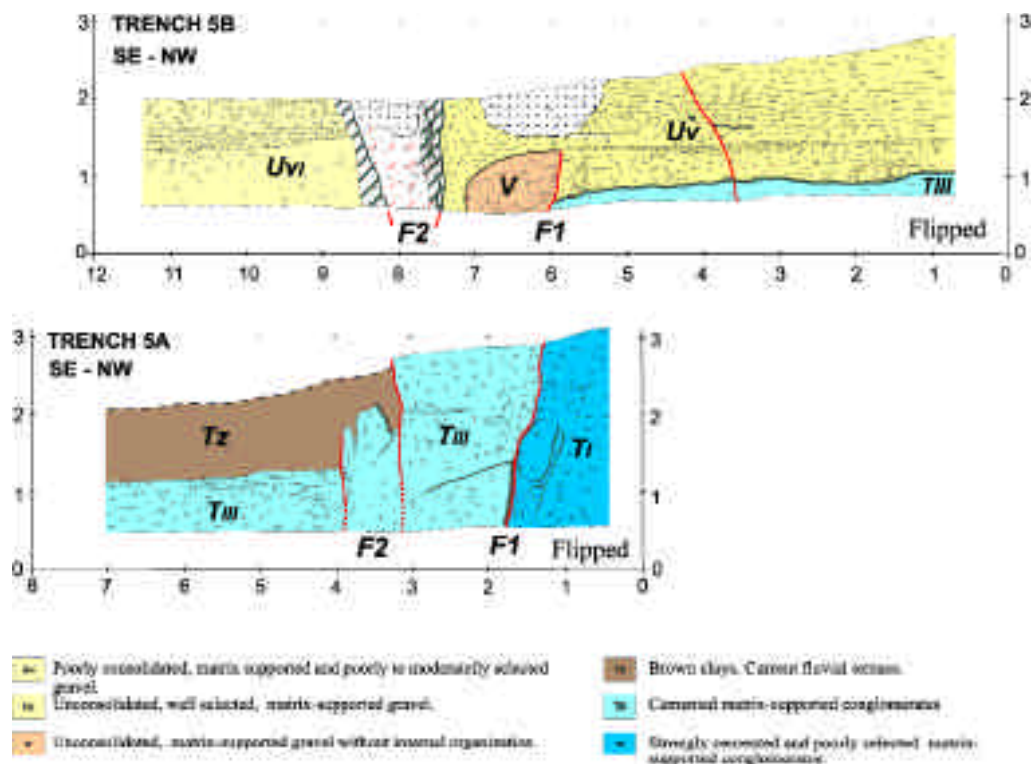 3
TRENCH 5B
SE - NW
2
1
0
3
2
1
0
UVI
V
UV
TIII
F2
F1
Flipped
12 11 10 9 8 7 6 5 4 3 2 1 0
3
TRENCH 5A
SE - NW
2
1
0
3
2
1
0
Tz
TIII
TIII
TI
F2
F1
Flipped
8 7 6 5 4 3 2 1 0
Poorly consolidated, matrix supported and poorly to moderatelly selected
gravel.
Unconsolidated, well selected, matrix-supported gravel.
Unconsolidated, matrix-supported gravel without internal organization.
Brown clays. Current fluvial terrace.
Cemented matrix-supported conglomerates
Strongly cemented and poorly selected matrix-
supported conglomerates.